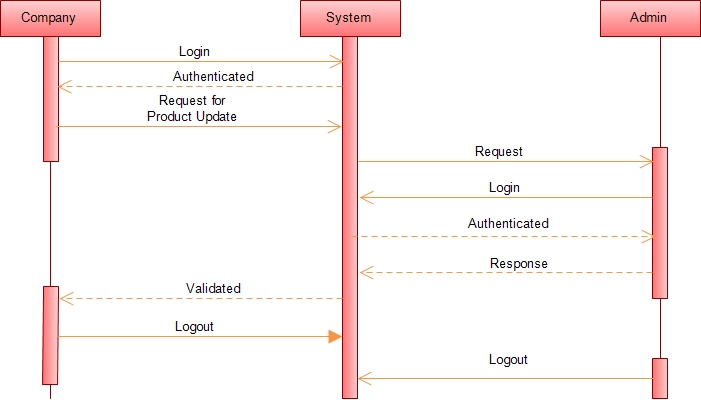 Company
System
Admin
Login
Authenticated
Request for
Product Update
Request
Login
Authenticated
Response
Validated
Logout
Logout